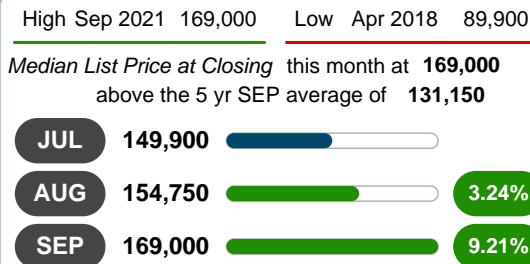 High Sep 2021 169,000 Low Apr 2018 89,900
Median List Price at Closing this month at 169,000
above the 5 yr SEP average of 131,150
JUL 149,900
AUG 154,750 3.24%
SEP 169,000 9.21%